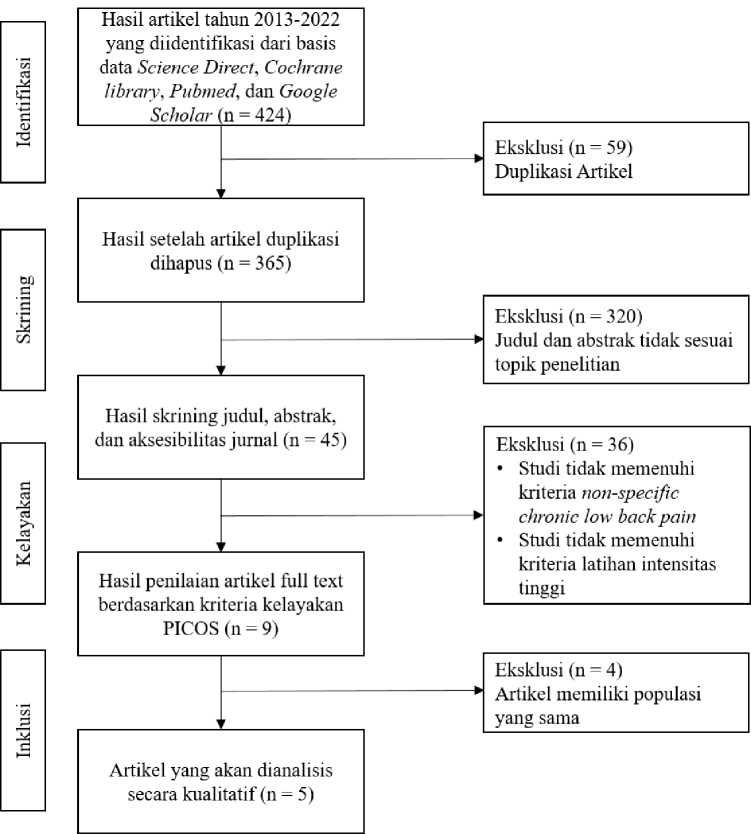 Identifikasi
Hasil artikel tahun 2013-2022
yang diidentifikasi dari basis
data Science Direct, Cochrane
library, Pubmed, dan Google
Scholar (n = 424)
Eksklusi (n = 59)
Duplikasi Artikel
Skrining
Hasil setelah artikel duplikasi
dihapus (n = 365)
Eksklusi (n = 320)
Judul dan abstrak tidak sesuai
topik penelitian
Kelayakan
Hasil skrining judul, abstrak,
dan aksesibilitas jurnal (n = 45)
Eksklusi (n = 36)
• Studi tidak memenuhi
kriteria non-specific
chronic low back pain
• Studi tidak memenuhi
kriteria latihan intensitas
tinggi
Hasil penilaian artikel full text
berdasarkan kriteria kelayakan
PICOS (n = 9)
Inklusi
Eksklusi (n = 4)
Artikel memiliki populasi
yang sama
Artikel yang akan dianalisis
secara kualitatif (n = 5)